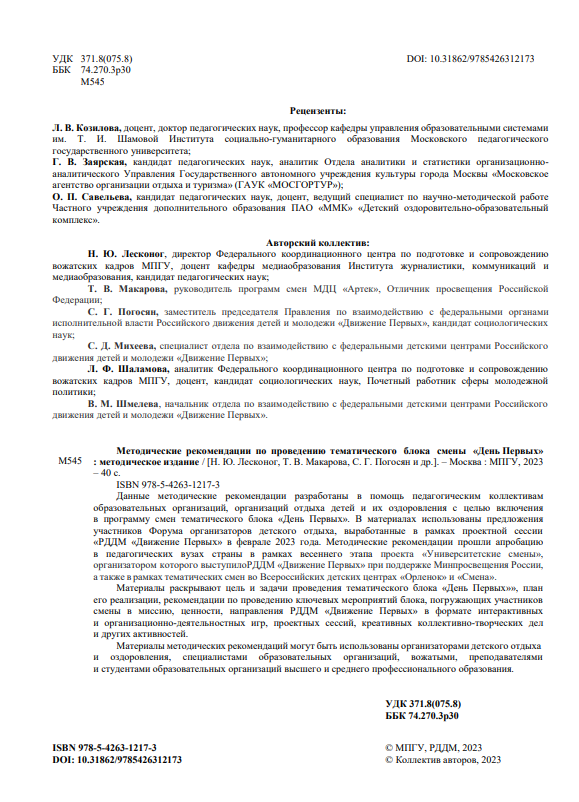 УДК 371.8(075.8) DOI: 10.31862/9785426312173
ББК 74.270.3р30
М545
Рецензенты:
Л. В. Козилова, доцент, доктор педагогических наук, профессор кафедры управления образовательными системами
им. Т. И. Шамовой Института социально-гуманитарного образования Московского педагогического
государственного университета;
Г. В. Заярская, кандидат педагогических наук, аналитик Отдела аналитики и статистики организационно-
аналитического Управления Государственного автономного учреждения культуры города Москвы «Московское
агентство организации отдыха и туризма» (ГАУК «МОСГОРТУР»);
О. П. Савельева, кандидат педагогических наук, доцент, ведущий специалист по научно-методической работе
Частного учреждения дополнительного образования ПАО «ММК» «Детский оздоровительно-образовательный
комплекс».
Авторский коллектив:
Н. Ю. Лесконог, директор Федерального координационного центра по подготовке и сопровождению
вожатских кадров МПГУ, доцент кафедры медиаобразования Института журналистики, коммуникаций и
медиаобразования, кандидат педагогических наук;
Т. В. Макарова, руководитель программ смен МДЦ «Артек», Отличник просвещения Российской
Федерации;
С. Г. Погосян, заместитель председателя Правления по взаимодействию с федеральными органами
исполнительной власти Российского движения детей и молодежи «Движение Первых», кандидат социологических
наук;
С. Д. Михеева, специалист отдела по взаимодействию с федеральными детскими центрами Российского
движения детей и молодежи «Движение Первых»;
Л. Ф. Шаламова, аналитик Федерального координационного центра по подготовке и сопровождению
вожатских кадров МПГУ, доцент, кандидат социологических наук, Почетный работник сферы молодежной
политики;
В. М. Шмелева, начальник отдела по взаимодействию с федеральными детскими центрами Российского
движения детей и молодежи «Движение Первых».
Методические рекомендации по проведению тематического блока смены «День Первых»
М545 : методическое издание / [Н. Ю. Лесконог, Т. В. Макарова, С. Г. Погосян и др.]. – Москва : МПГУ, 2023
– 40 с.
ISBN 978-5-4263-1217-3
Данные методические рекомендации разработаны в помощь педагогическим коллективам
образовательных организаций, организаций отдыха детей и их оздоровления с целью включения
в программу смен тематического блока «День Первых». В материалах использованы предложения
участников Форума организаторов детского отдыха, выработанные в рамках проектной сессии
«РДДМ «Движение Первых» в феврале 2023 года. Методические рекомендации прошли апробацию
в педагогических вузах страны в рамках весеннего этапа проекта «Университетские смены»,
организатором которого выступилоРДДМ «Движение Первых» при поддержке Минпросвещения России,
а также в рамках тематических смен во Всероссийских детских центрах «Орленок» и «Смена».
Материалы раскрывают цель и задачи проведения тематического блока «День Первых»», план
его реализации, рекомендации по проведению ключевых мероприятий блока, погружающих участников
смены в миссию, ценности, направления РДДМ «Движение Первых» в формате интерактивных
и организационно-деятельностных игр, проектных сессий, креативных коллективно-творческих дел
и других активностей.
Материалы методических рекомендаций могут быть использованы организаторами детского отдыха
и оздоровления, специалистами образовательных организаций, вожатыми, преподавателями
и студентами образовательных организаций высшего и среднего профессионального образования.
УДК 371.8(075.8)
ББК 74.270.3р30
ISBN 978-5-4263-1217-3 © МПГУ, РДДМ, 2023
DOI: 10.31862/9785426312173 © Коллектив авторов, 2023